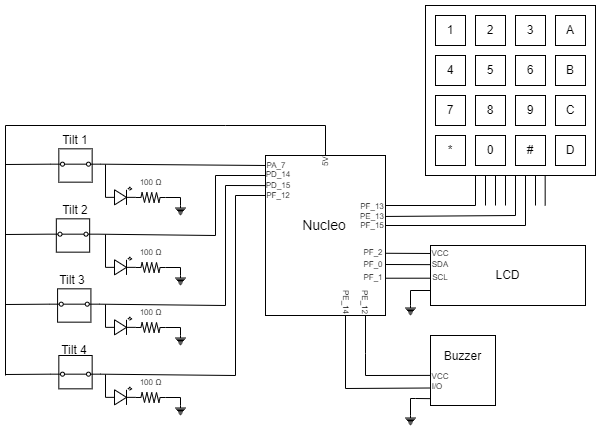 1 2 3 A
4 5 6 B
7 8 9 C
* 0 # D
Tilt 1
100 Ω
Tilt 2
100 Ω
Tilt 3
100 Ω
Tilt 4
100 Ω
5V
PA_7
PD_14
PD_15
PF_12
Nucleo
PF_13
PE_13
PF_15
PF_2
PF_0
PF_1
PE_14
PE_12
VCC
SDA
SCL
LCD
Buzzer
VCC
I/O